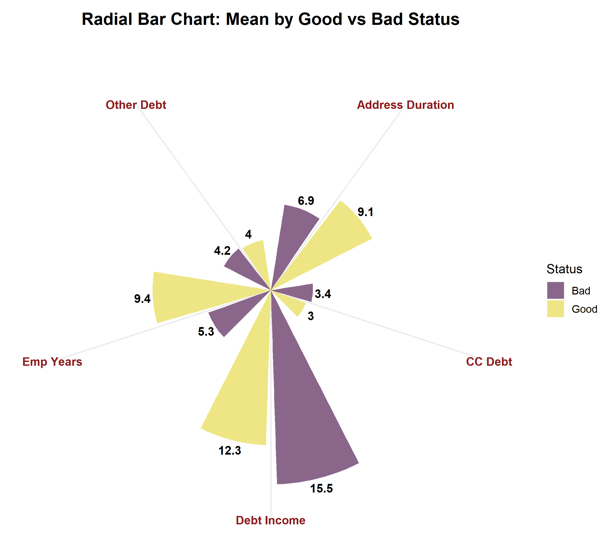 Radial Bar Chart: Mean by Good vs Bad Status
Other Debt
Address Duration
6.9
9.1
4
4.2
Status
Bad
Good
3.4
9.4
3
5.3
Emp Years
CC Debt
12.3
15.5
Debt Income